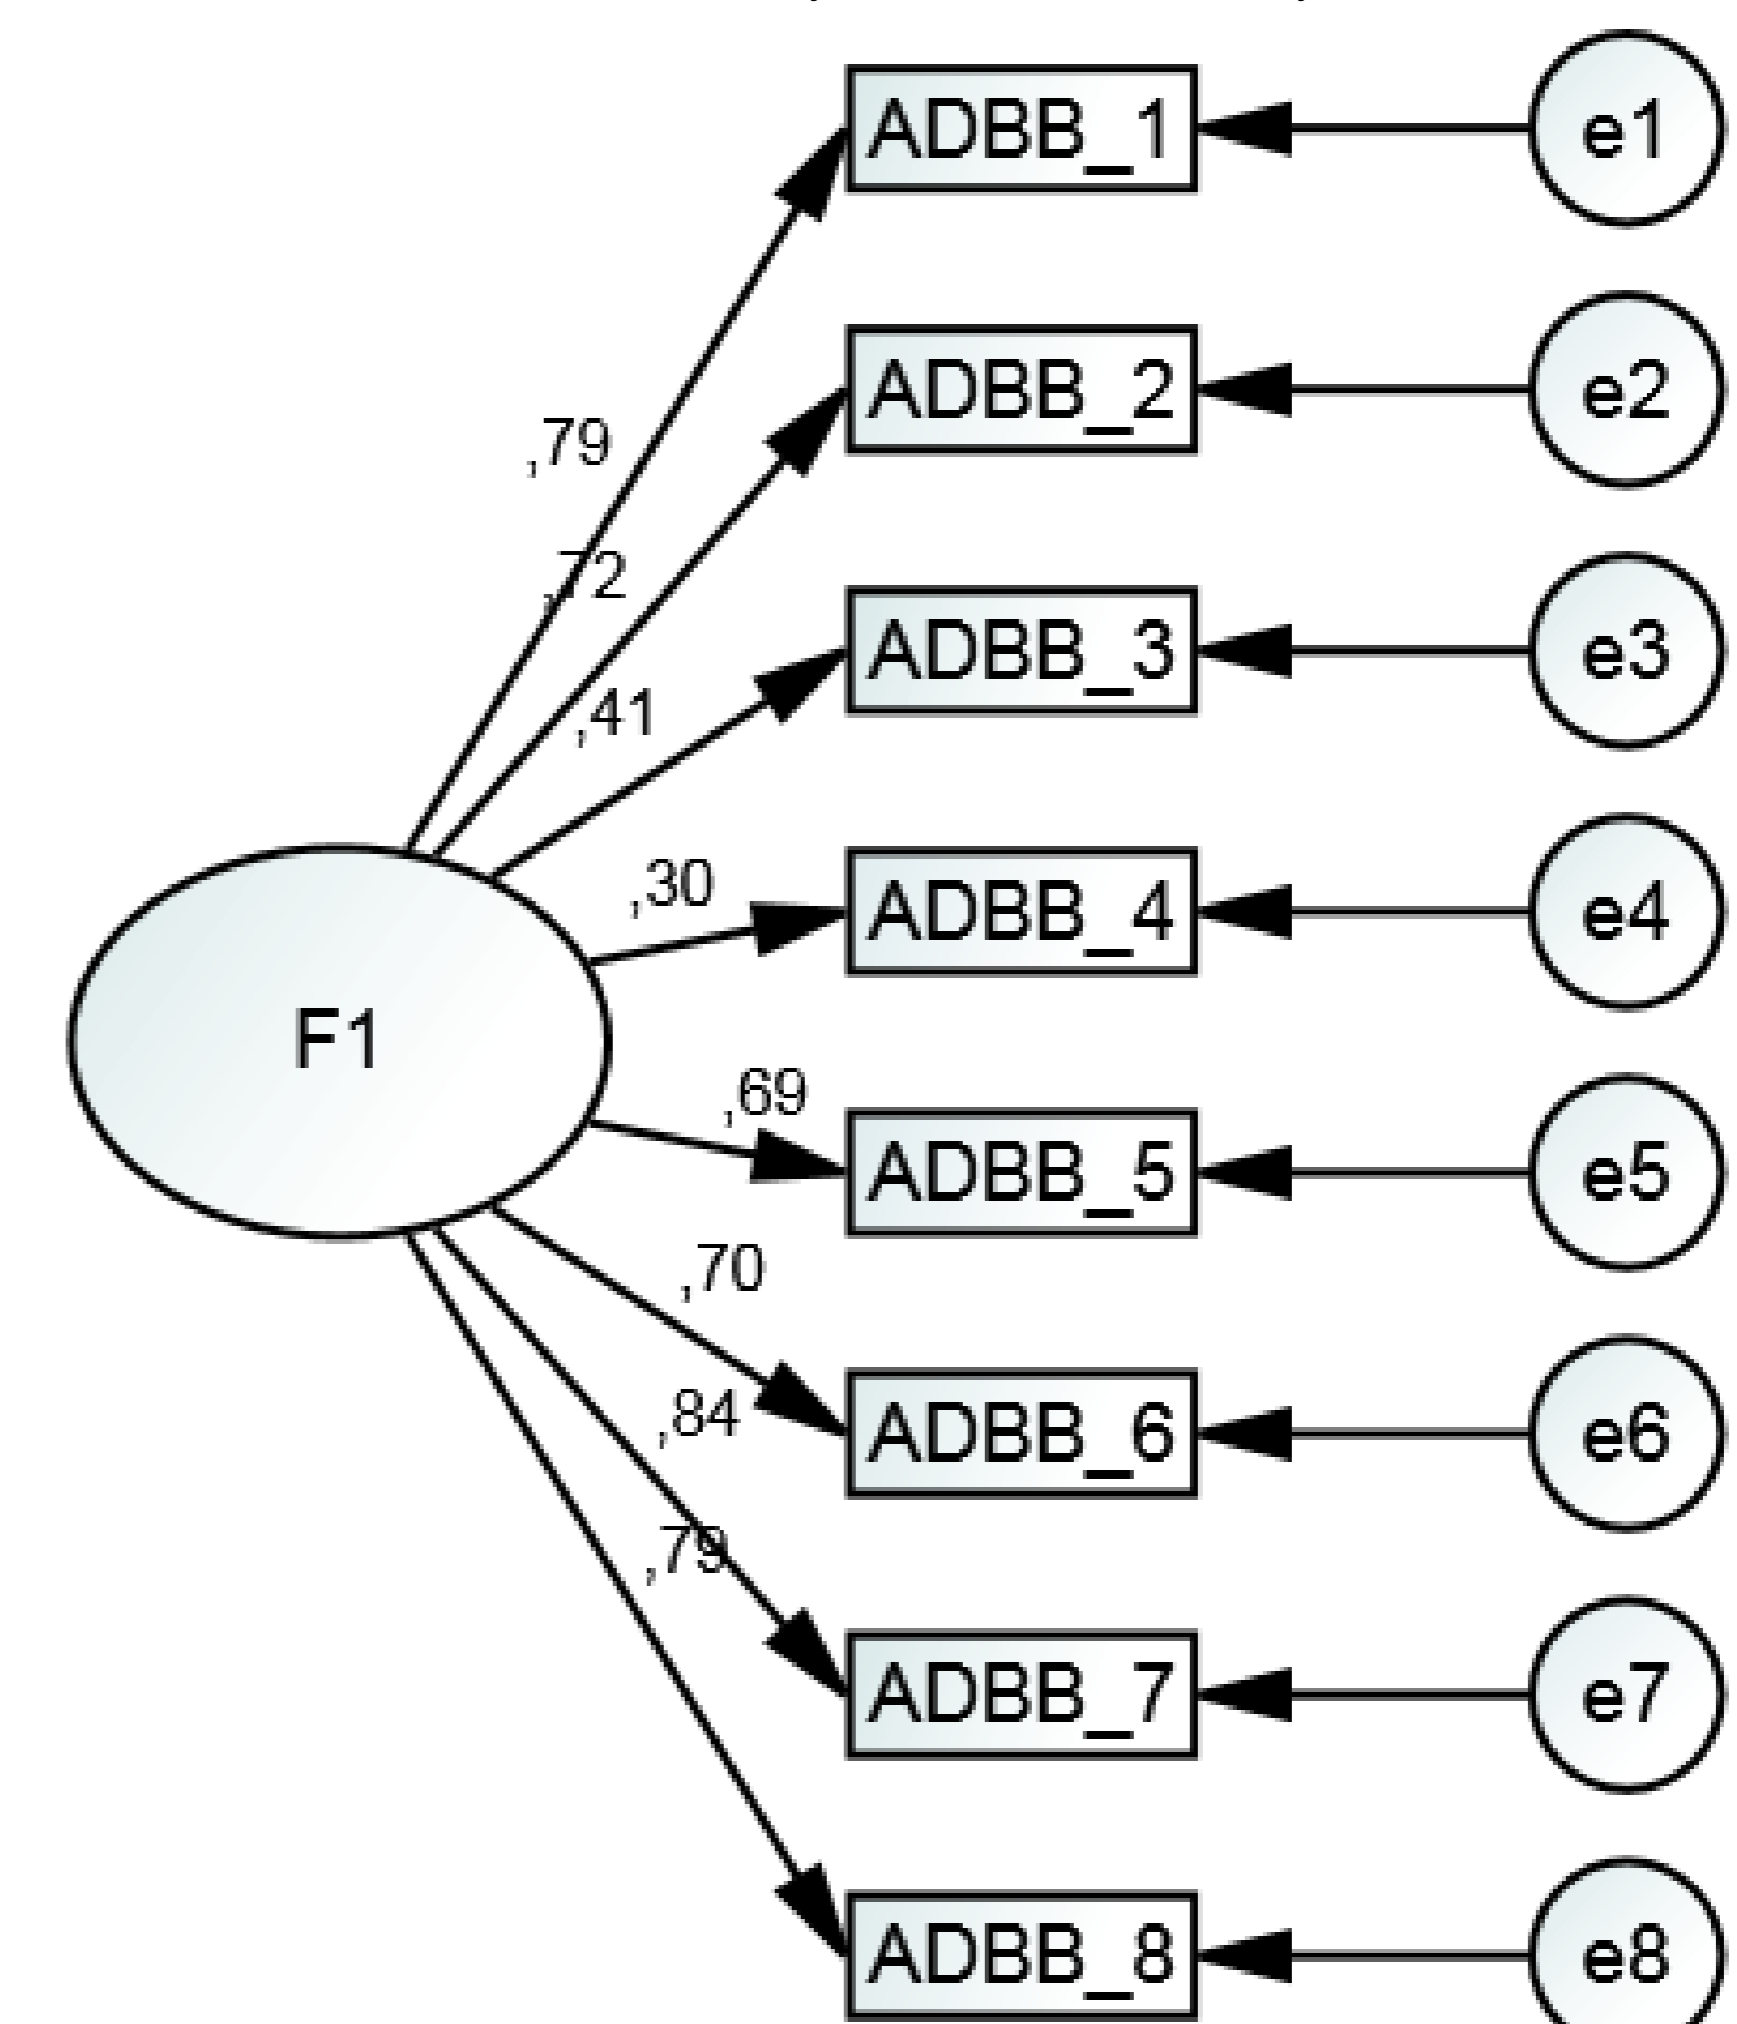 ADBB_1
e1
ADBB_2
e2
,79
,72
ADBB_3
e3
,41
,30
ADBB_4
e4
F1
,69
ADBB_5
e5
,70
,84
ADBB_6
e6
,79
ADBB_7
e7
ADBB_8
e8